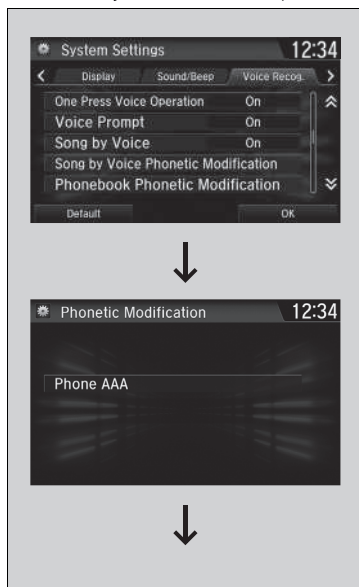 System Settings 12:34
Display Sound/Beep Voice Recog.
One Press Voice Operation On
Voice Prompt On
Song by Voice On
Song by Voice Phonetic Modification
Phonebook Phonetic Modification
Default OK
Phonetic Modification 12:34
Phone AAA